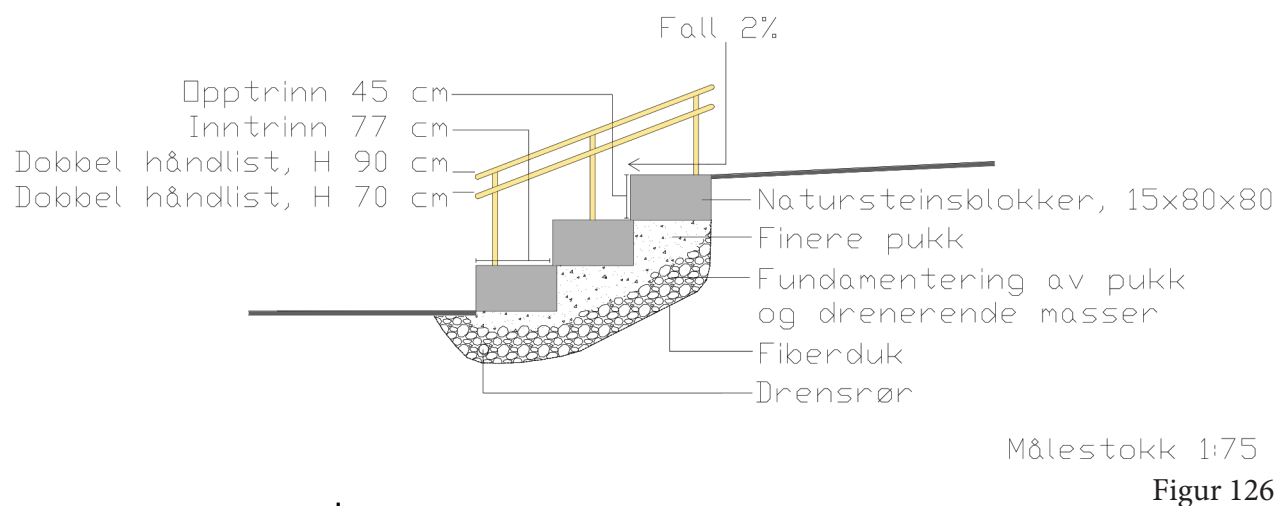 Fall 2%
Opptrinn 45 cm
Inntrinn 77 cm
Dobbel håndlist, H 90 cm
Dobbel håndlist, H 70 cm
Natursteinsblokker, 15x80x80
Finere pukk
Fundamentering av pukk
og drenerende masser
Fiberduk
Drensrør
Målestokk 1:75
Figur 126